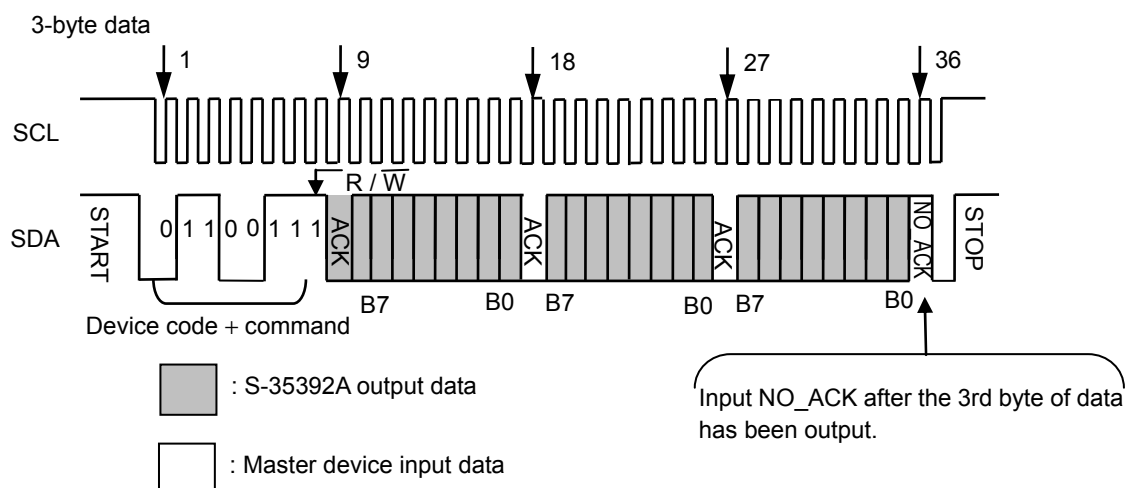 3-byte data
1 9 18 27 36
SCL
R / W
SDA
START 0 1 1 0 0 1 1 1 ACK ACK ACK NO_ACK STOP
B7 B0 B7 B0 B7 B0
Device code + command
: S-35392A output data
Input NO_ACK after the 3rd byte of data
has been output.
: Master device input data